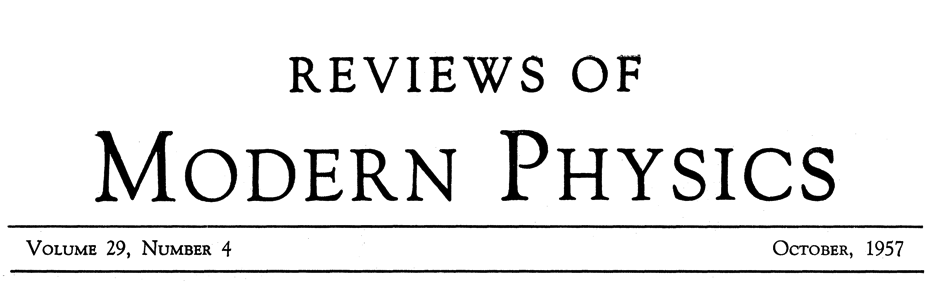 REVIEWS OF
MODERN PHYSICS
VOLUME 29, NUMBER 4 OCTOBER, 1957